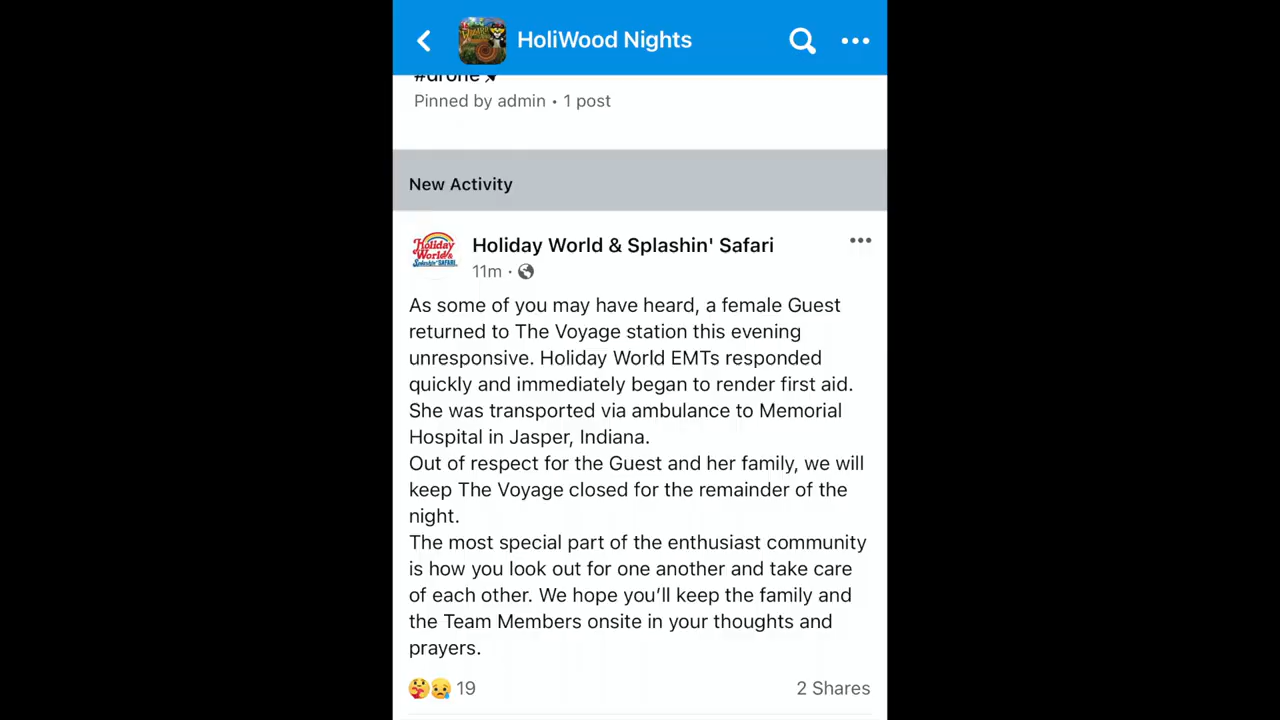 HoliWood Nights
#drone
Pinned by admin • 1 post
New Activity
Holiday World & Splashin' Safari
Holiday
World &
Splashin' SAFARI
11m ·
As some of you may have heard, a female Guest
returned to The Voyage station this evening
unresponsive. Holiday World EMTs responded
quickly and immediately began to render first aid.
She was transported via ambulance to Memorial
Hospital in Jasper, Indiana.
Out of respect for the Guest and her family, we will
keep The Voyage closed for the remainder of the
night.
The most special part of the enthusiast community
is how you look out for one another and take care
of each other. We hope you’ll keep the family and
the Team Members onsite in your thoughts and
prayers.
19
2 Shares